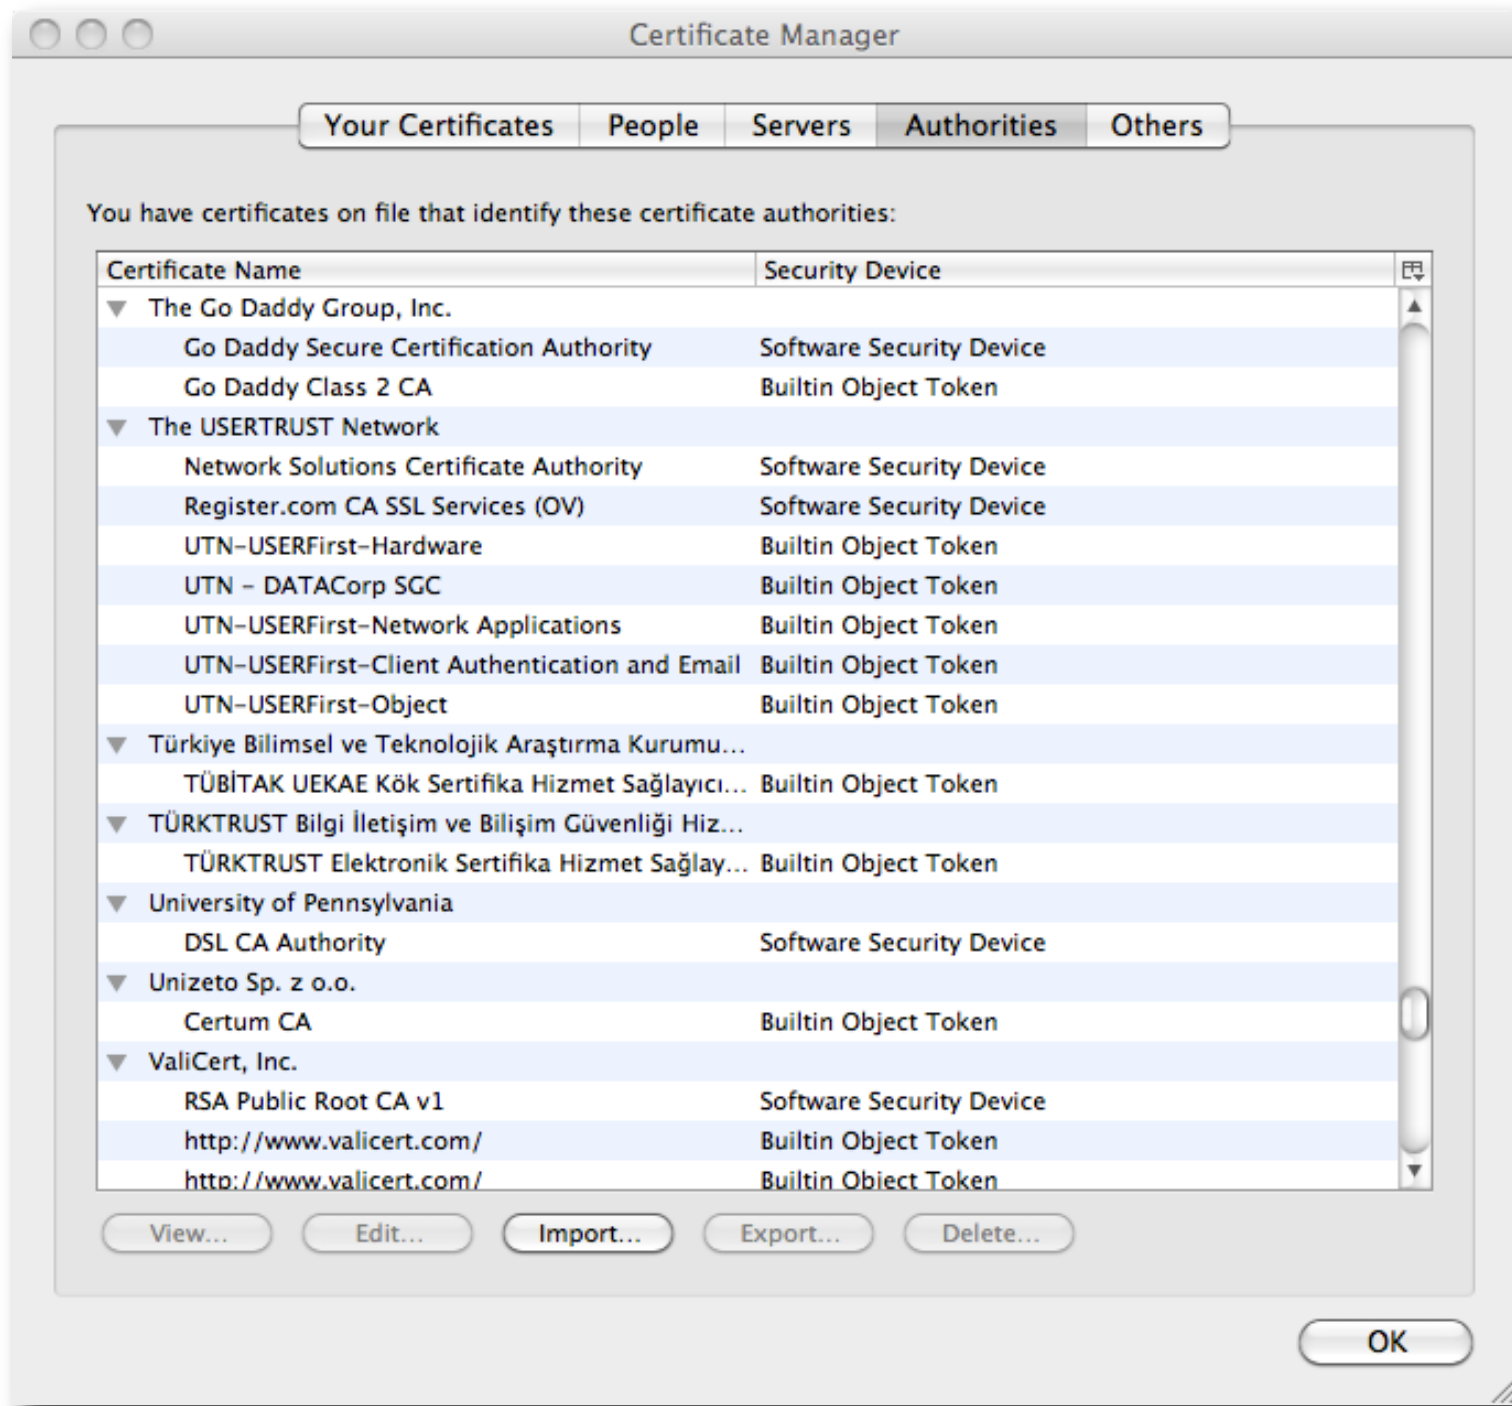 Certificate Manager
Your Certificates People Servers Authorities Others
You have certificates on file that identify these certificate authorities:
Certificate Name Security Device
The Go Daddy Group, Inc.
Go Daddy Secure Certification Authority Software Security Device
Go Daddy Class 2 CA Builtin Object Token
The USERTRUST Network
Network Solutions Certificate Authority Software Security Device
Register.com CA SSL Services (OV) Software Security Device
UTN-USERFirst-Hardware Builtin Object Token
UTN - DATACorp SGC Builtin Object Token
UTN-USERFirst-Network Applications Builtin Object Token
UTN-USERFirst-Client Authentication and Email Builtin Object Token
UTN-USERFirst-Object Builtin Object Token
Türkiye Bilimsel ve Teknolojik Araştırma Kurumu...
TÜBİTAK UEKAE Kök Sertifika Hizmet Sağlayıcı... Builtin Object Token
TÜRKTRUST Bilgi İletişim ve Bilişim Güvenliği Hiz...
TÜRKTRUST Elektronik Sertifika Hizmet Sağlay... Builtin Object Token
University of Pennsylvania
DSL CA Authority Software Security Device
Unizeto Sp. z o.o.
Certum CA Builtin Object Token
ValiCert, Inc.
RSA Public Root CA v1 Software Security Device
http://www.valicert.com/ Builtin Object Token
http://www.valicert.com/ Builtin Object Token
View... Edit... Import... Export... Delete...
OK